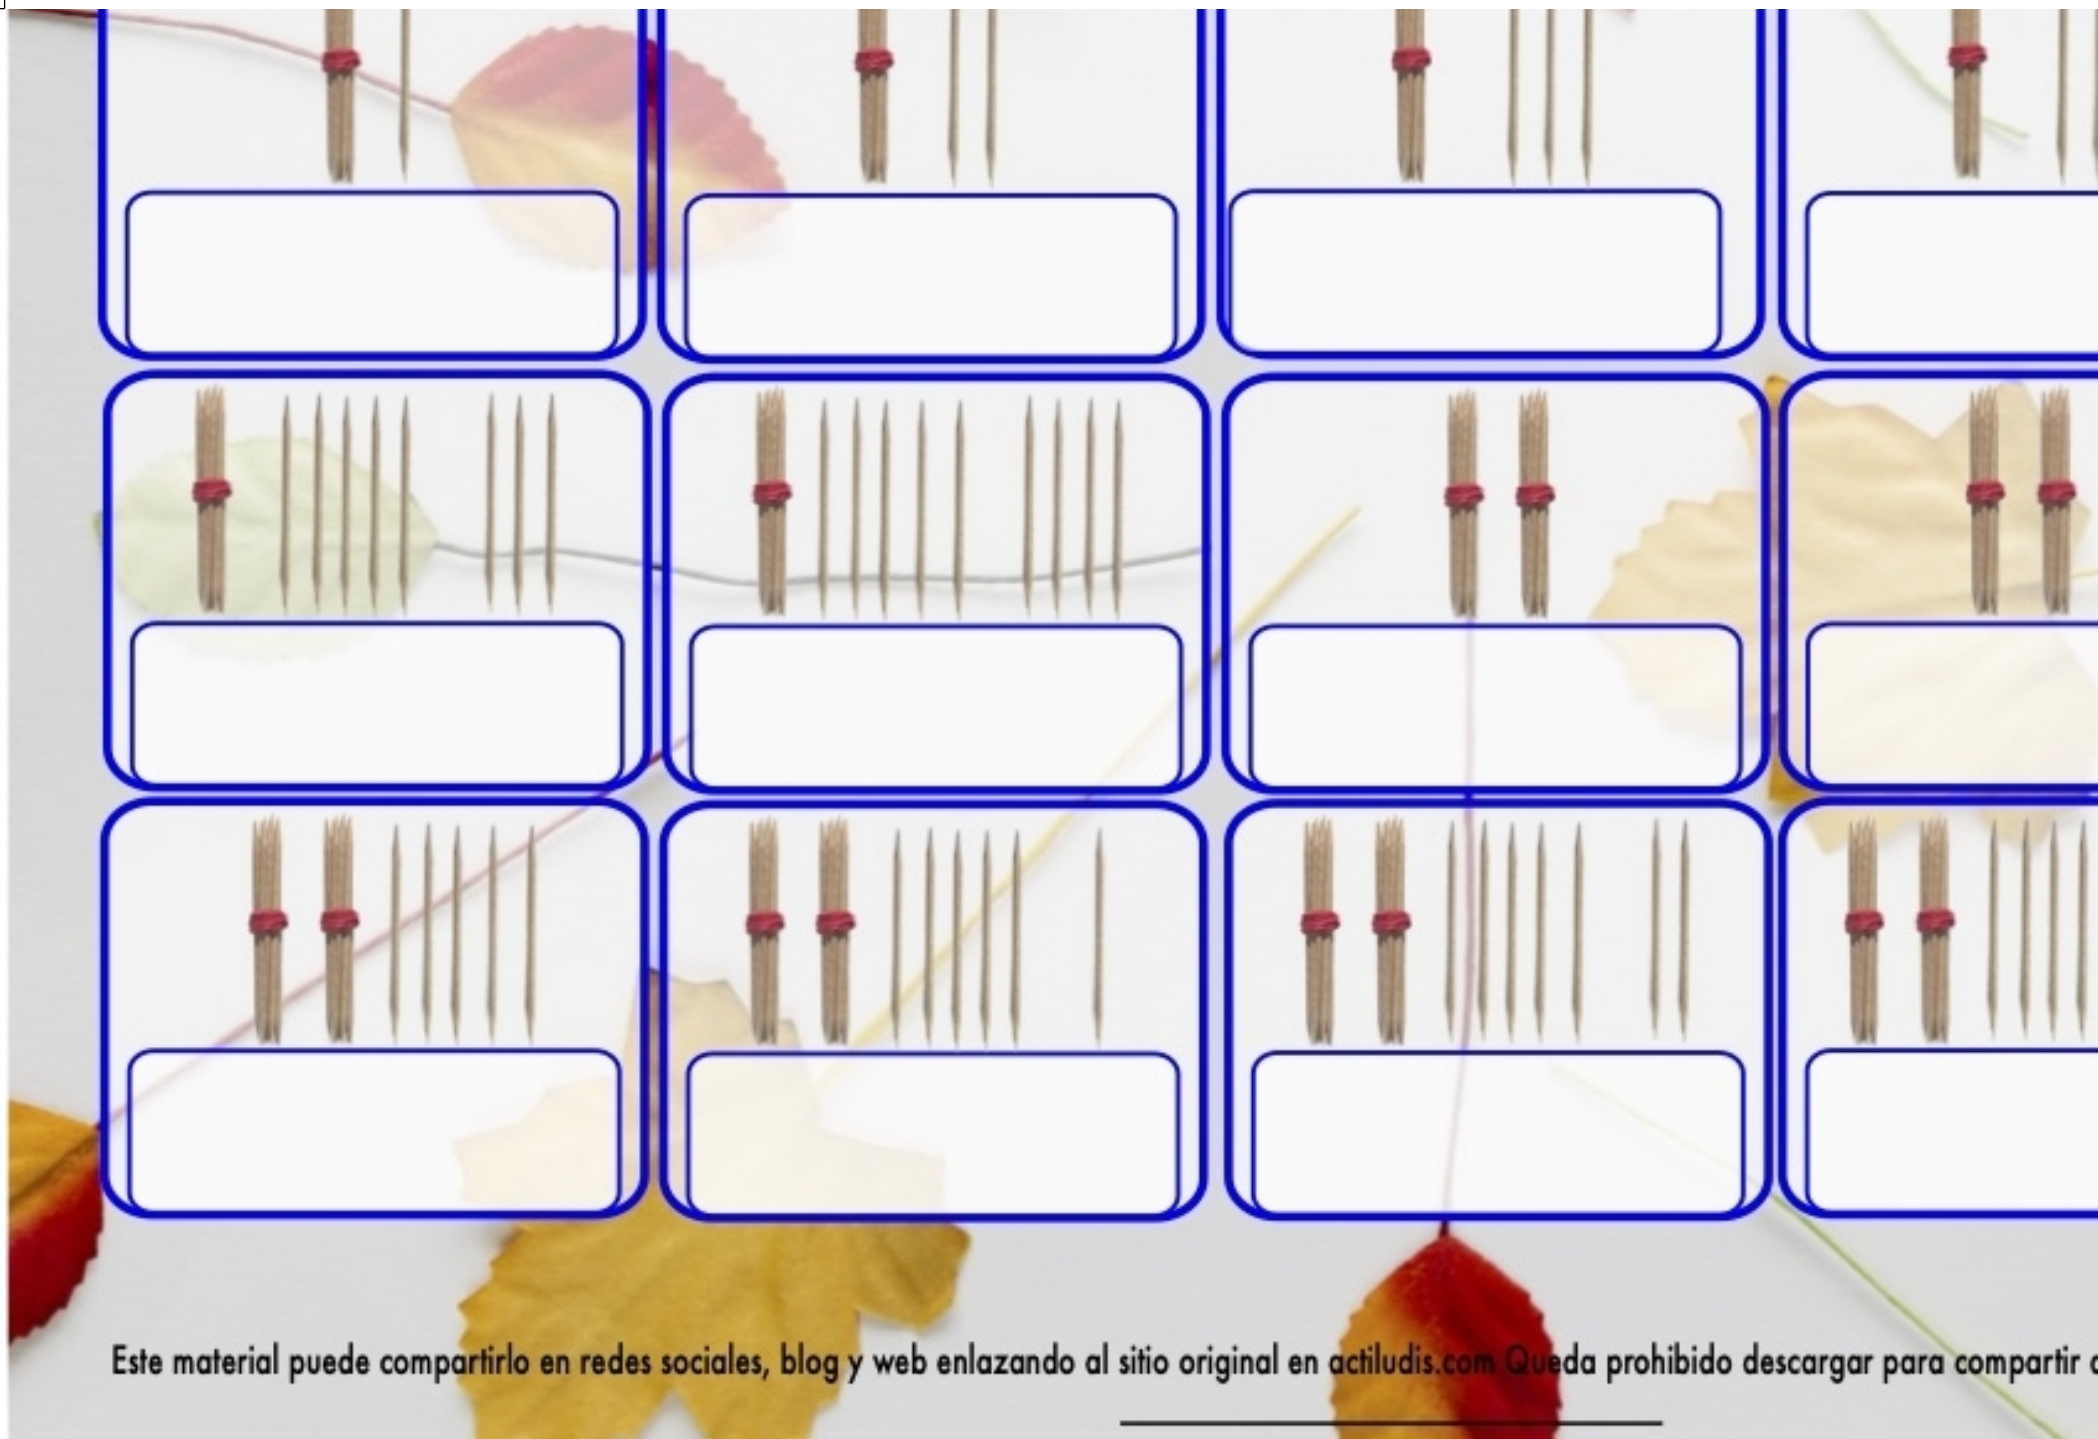 Este material puede compartirlo en redes sociales, blog y web enlazando al sitio original en actiludis.com Queda prohibido descargar para compartir